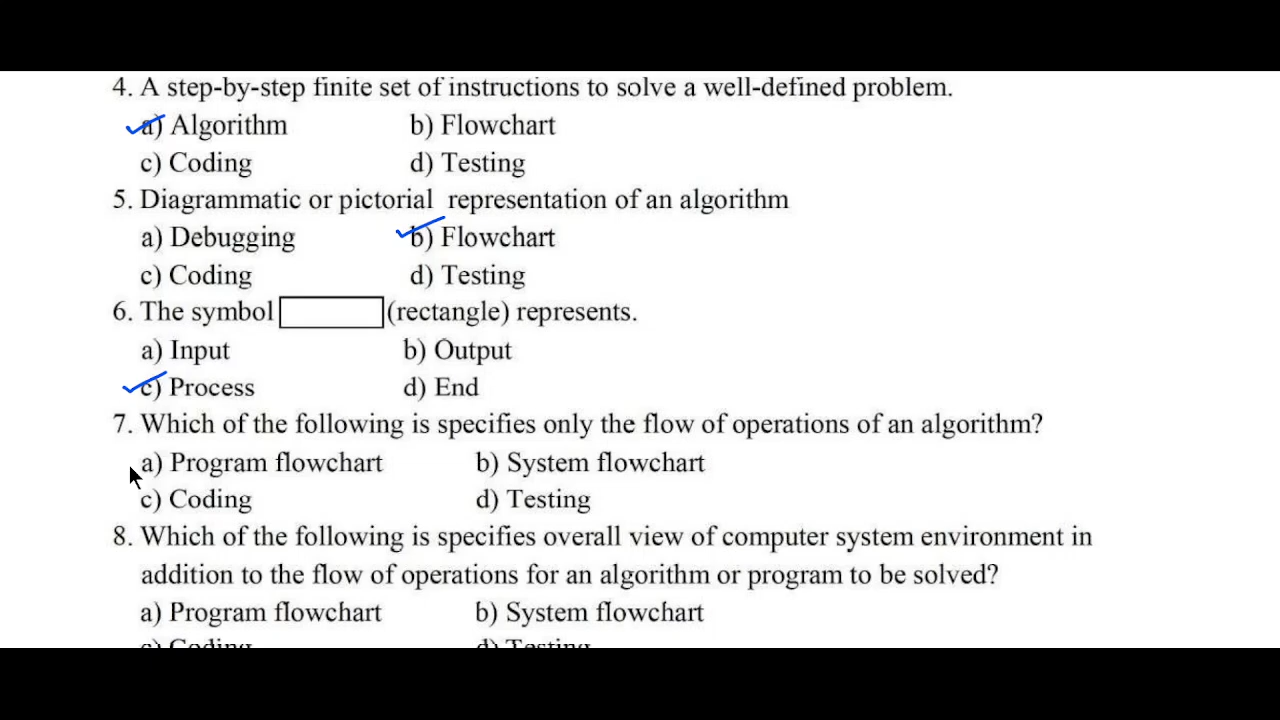 4. A step-by-step finite set of instructions to solve a well-defined problem.
a) Algorithm b) Flowchart
c) Coding d) Testing
5. Diagrammatic or pictorial representation of an algorithm
a) Debugging b) Flowchart
c) Coding d) Testing
6. The symbol (rectangle) represents.
a) Input b) Output
c) Process d) End
7. Which of the following is specifies only the flow of operations of an algorithm?
a) Program flowchart b) System flowchart
c) Coding d) Testing
8. Which of the following is specifies overall view of computer system environment in
addition to the flow of operations for an algorithm or program to be solved?
a) Program flowchart b) System flowchart
c) Coding d) Testing